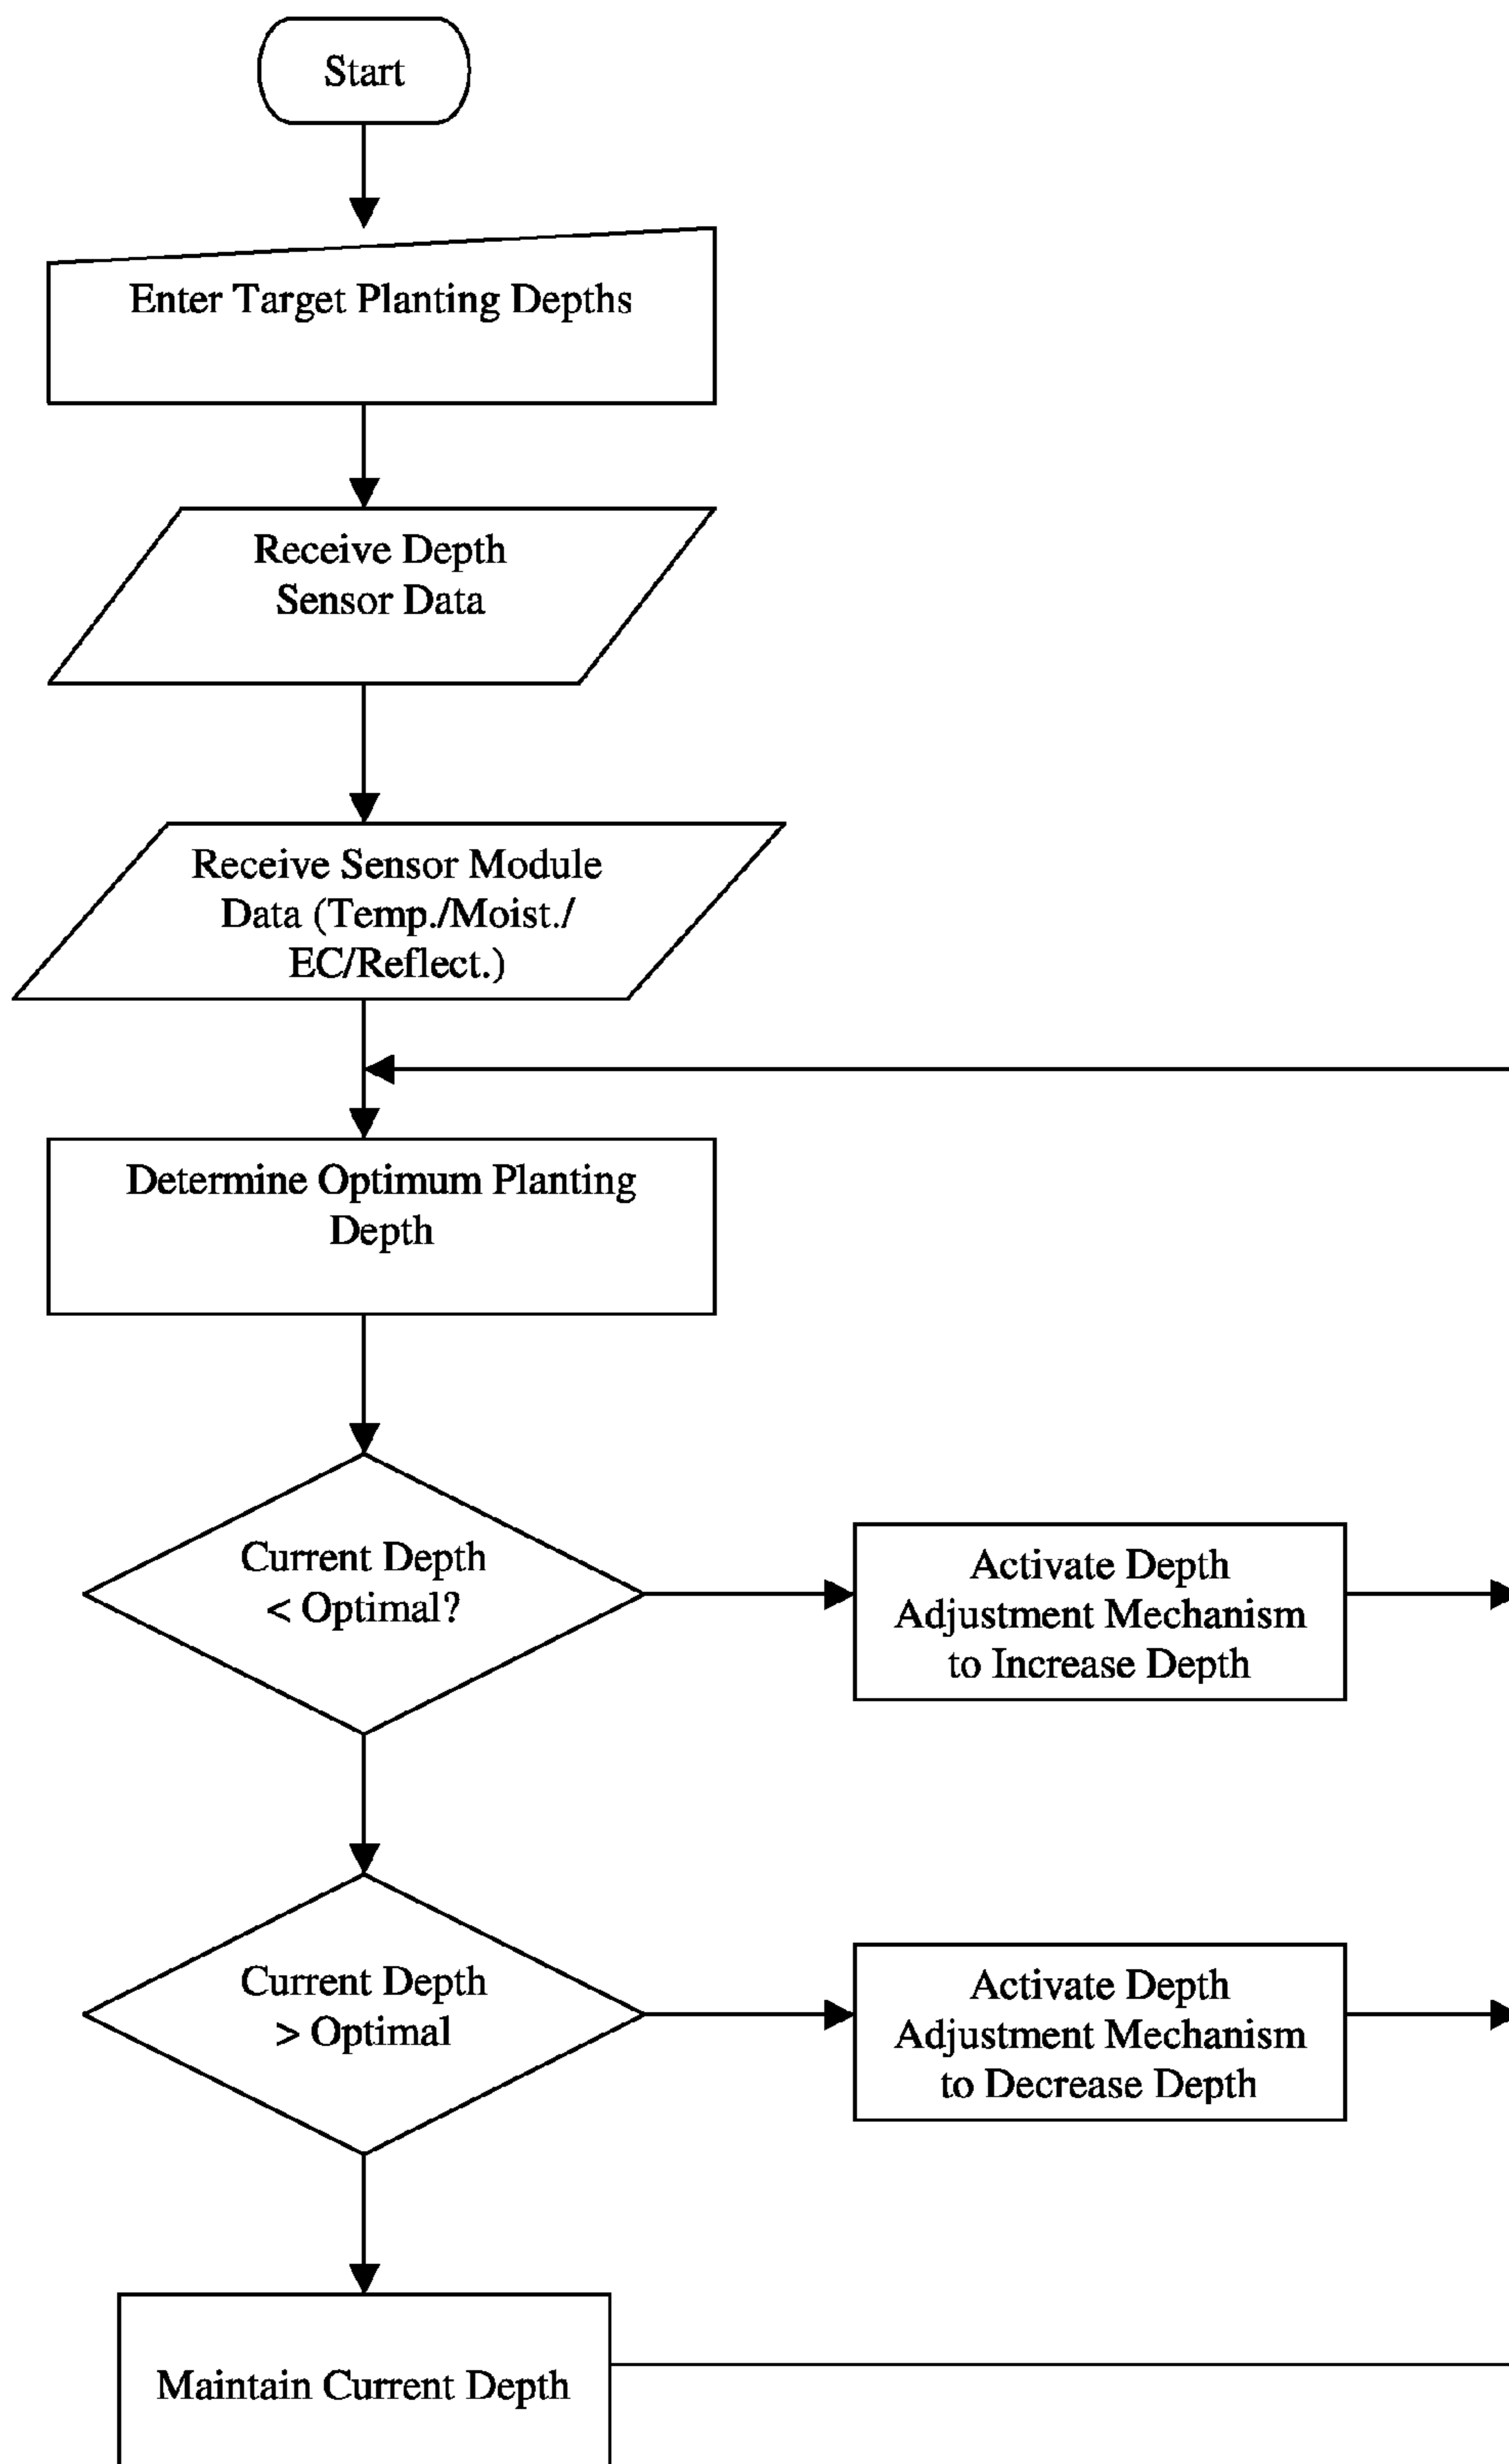 Start
Enter Target Planting Depths
Receive Depth
Sensor Data
Receive Sensor Module
Data (Temp./Moist./
EC/Reflect.)
Determine Optimum Planting
Depth
Current Depth
< Optimal?
Activate Depth
Adjustment Mechanism
to Increase Depth
Current Depth
> Optimal
Activate Depth
Adjustment Mechanism
to Decrease Depth
Maintain Current Depth